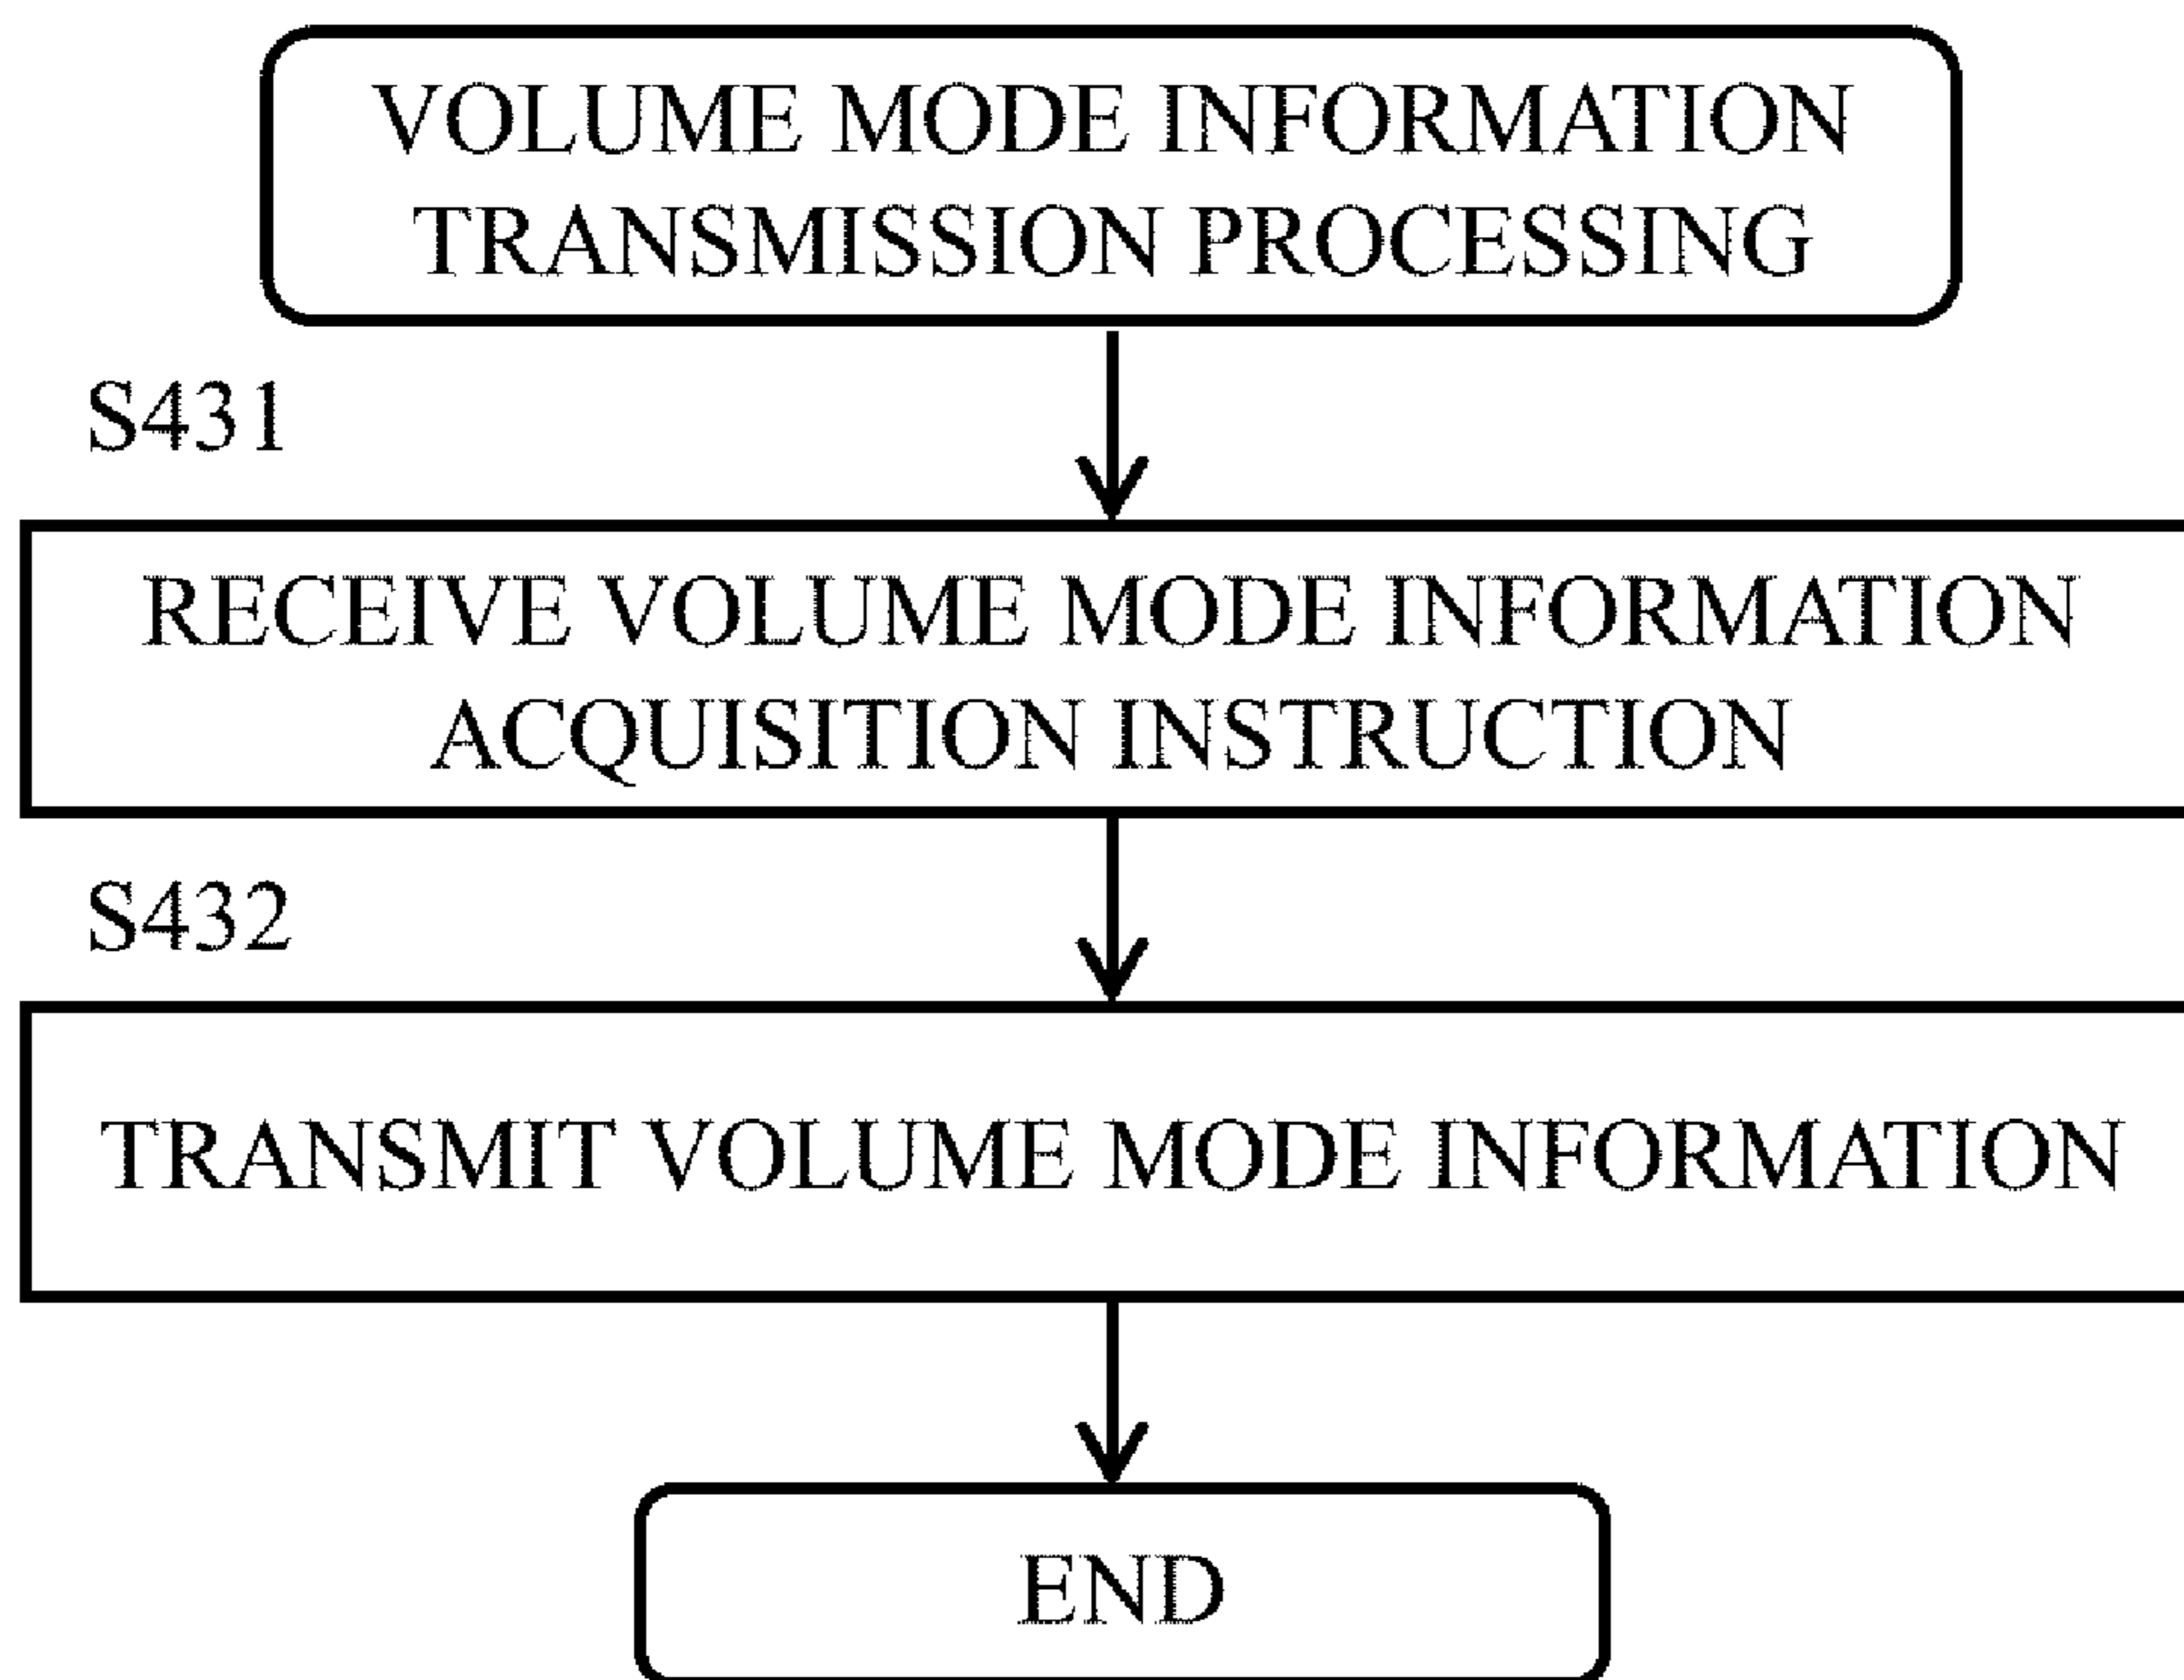 VOLUME MODE INFORMATION
TRANSMISSION PROCESSING
S431
RECEIVE VOLUME MODE INFORMATION
ACQUISITION INSTRUCTION
S432
TRANSMIT VOLUME MODE INFORMATION
END